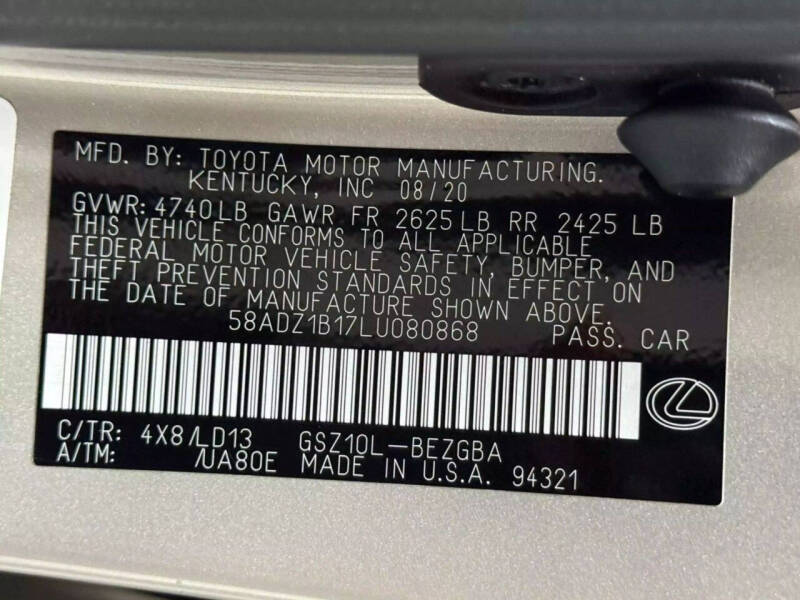 MFD. BY: TOYOTA MOTOR MANUFACTURING.
KENTUCKY, INC 08/20
GVWR: 4740LB GAWR FR 2625LB RR 2425 LB
THIS VEHICLE CONFORMS TO ALL APPLICABLE
FEDERAL MOTOR VEHICLE SAFETY, BUMPER, AND
THEFT PREVENTION STANDARDS IN EFFECT ON
THE DATE OF MANUFACTURE SHOWN ABOVE.
58ADZ1B17LU080868 PASS. CAR
C/TR: 4X8/LD13 GSZ10L-BEZGBA
A/TM: /UA80E MADE IN U.S.A. 94321